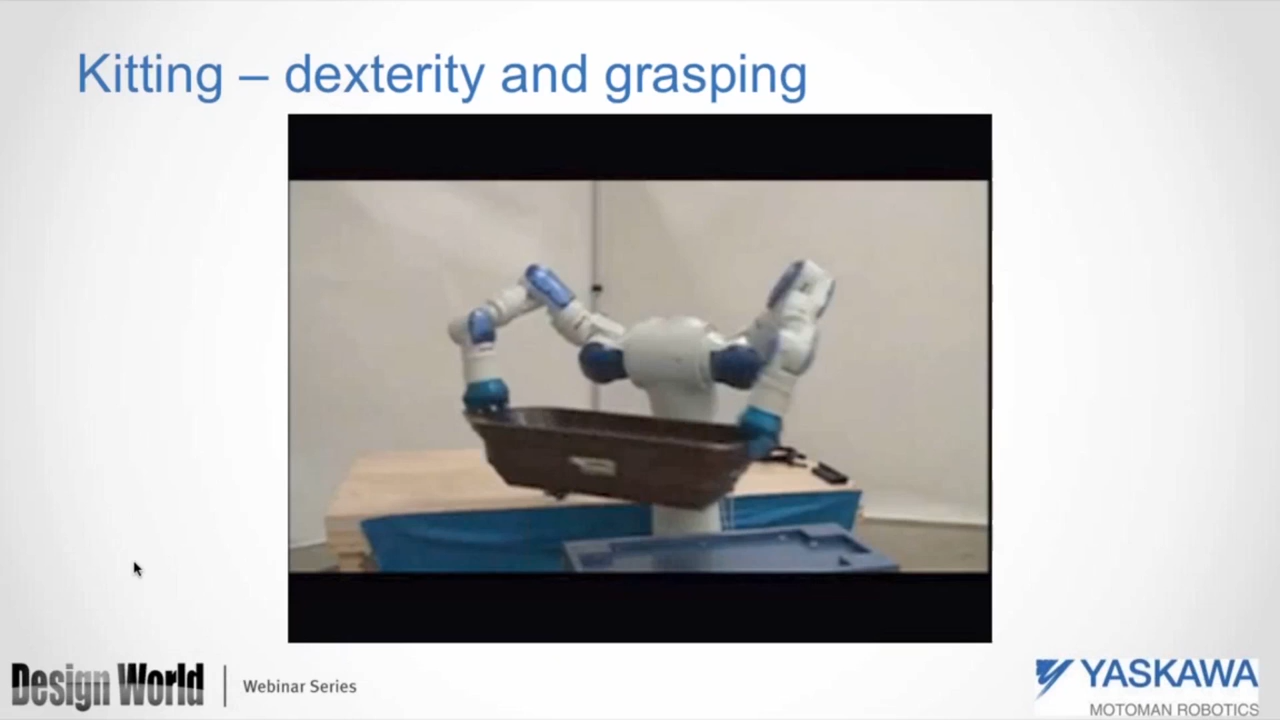 Kitting – dexterity and grasping
Design World
Webinar Series
YASKAWA
MOTOMAN ROBOTICS